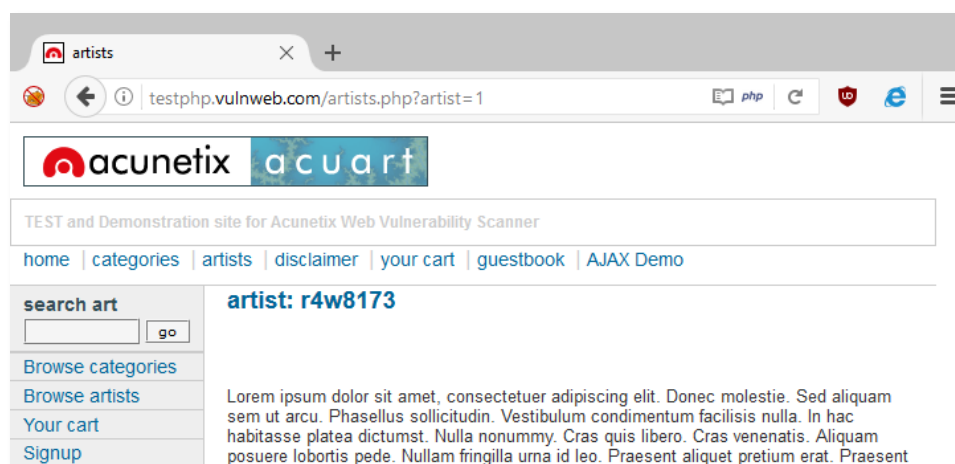 artists
testphp.vulnweb.com/artists.php?artist=1
php
acunetix acuart
TEST and Demonstration site for Acunetix Web Vulnerability Scanner
home | categories | artists | disclaimer | your cart | guestbook | AJAX Demo
search art
go
Browse categories
Browse artists
Your cart
Signup
artist: r4w8173
Lorem ipsum dolor sit amet, consectetuer adipiscing elit. Donec molestie. Sed aliquam
sem ut arcu. Phasellus sollicitudin. Vestibulum condimentum facilisis nulla. In hac
habitasse platea dictumst. Nulla nonummy. Cras quis libero. Cras venenatis. Aliquam
posuere lobortis pede. Nullam fringilla urna id leo. Praesent aliquet pretium erat. Praesent